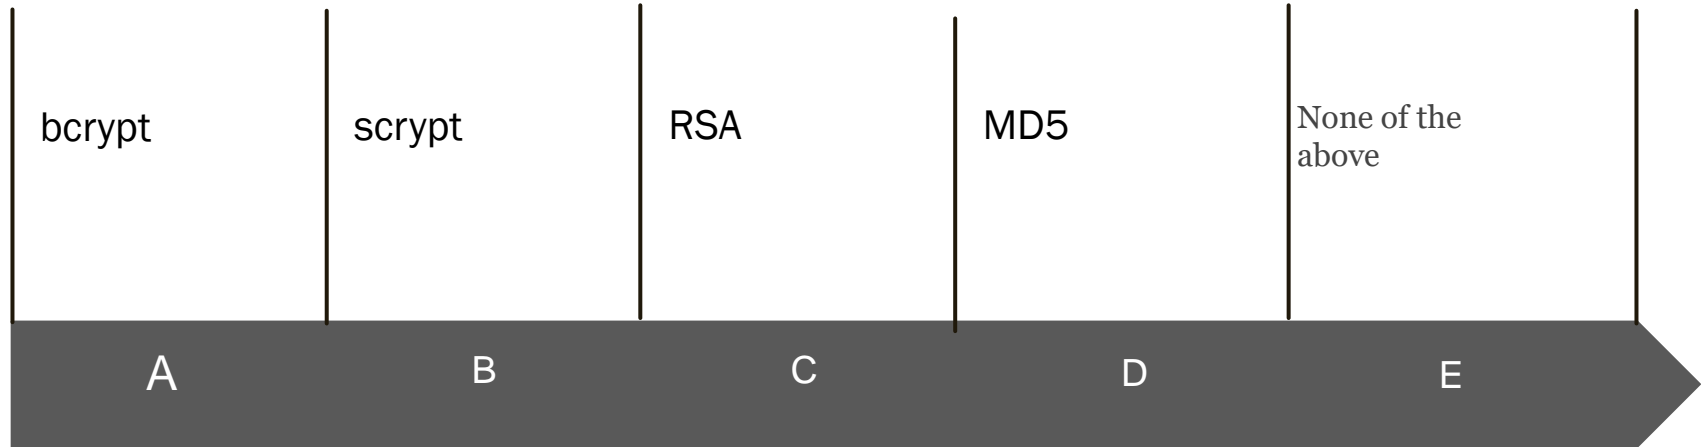 bcrypt
scrypt
RSA
MD5
None of the
above
A
B
C
D
E